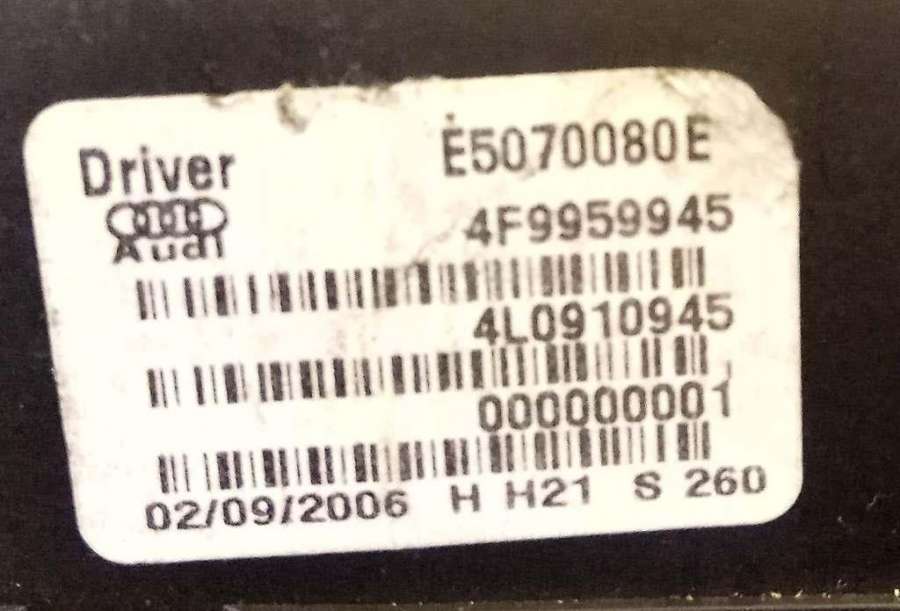 Driver E5070080E
Audi 4F9959945
4L0910945
000000001
02/09/2006 H H21 S 260